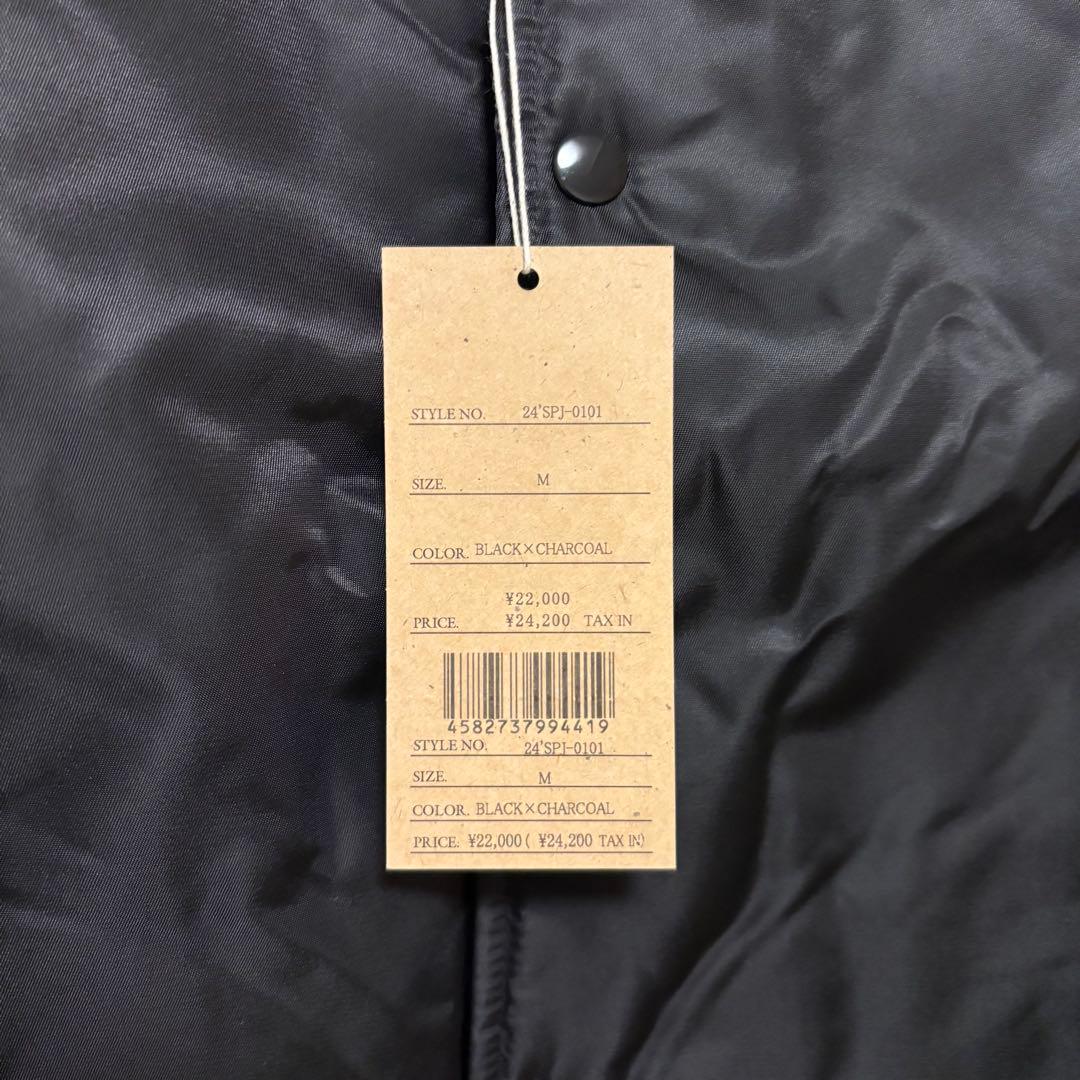 STYLE NO. 24'SPJ-0101
SIZE. M
COLOR. BLACK×CHARCOAL
¥22,000
PRICE. ¥24,200 TAX IN
4582737994419
STYLE NO. 24'SPJ-0101
SIZE. M
COLOR. BLACK×CHARCOAL
PRICE: ¥22,000 ( ¥24,200 TAX IN)